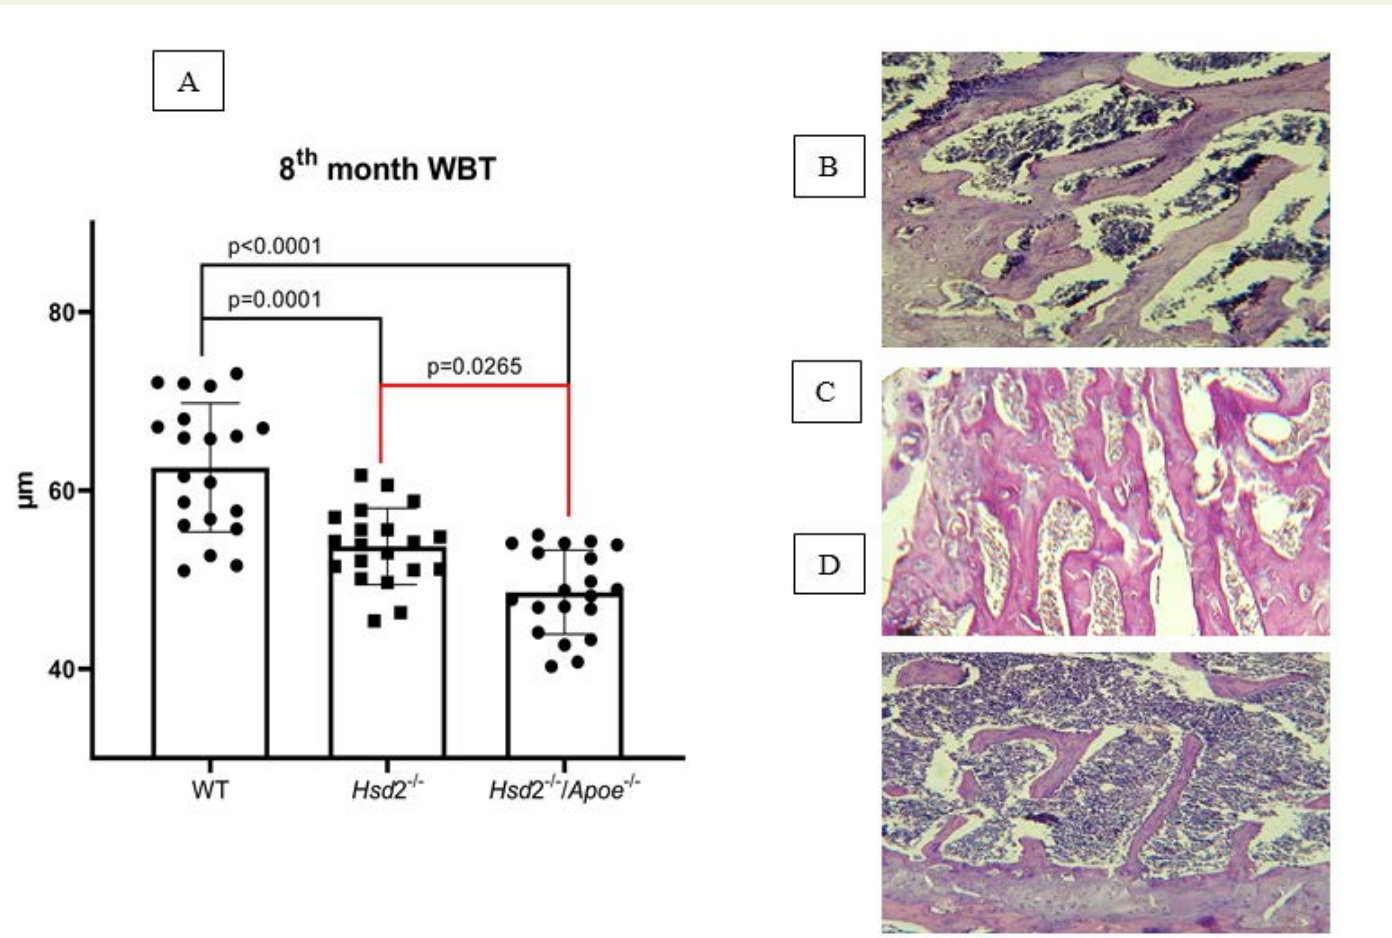 A
8th month WBT
p<0.0001
p=0.0001
p=0.0265
80
60
40
µm
WT
Hsd2-/-
Hsd2-/-/Apoe-/-
B
C
D